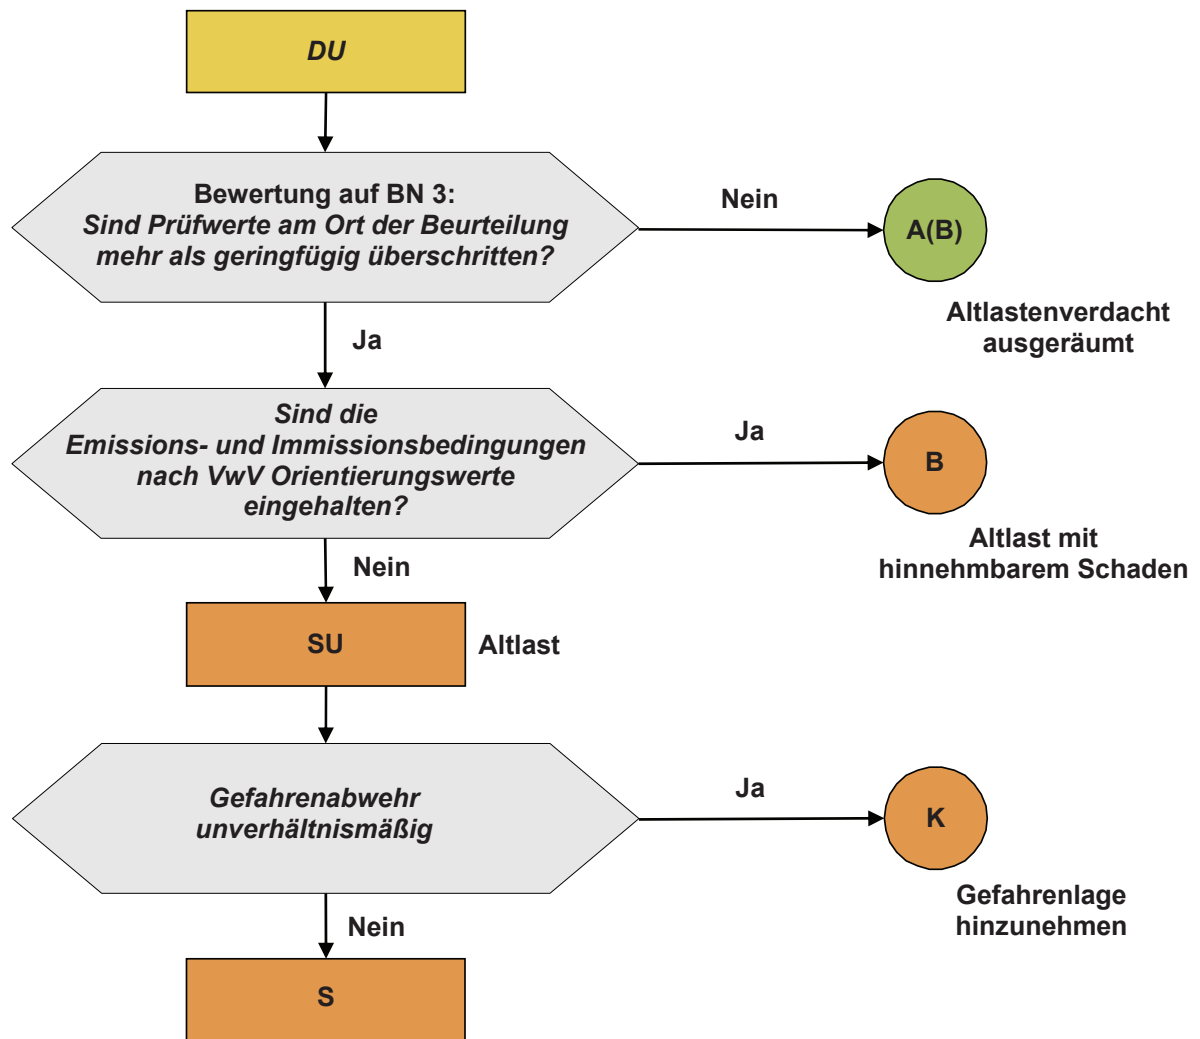 DU
Bewertung auf BN 3:
Sind Prüfwerte am Ort der Beurteilung
mehr als geringfügig überschritten?
Nein
A(B)
Altlastenverdacht
ausgeräumt
Ja
Sind die
Emissions- und Immissionsbedingungen
nach VwV Orientierungswerte
eingehalten?
Ja
B
Altlast mit
hinnehmbarem Schaden
Nein
SU
Altlast
Gefahrenabwehr
unverhältnismäßig
Ja
K
Gefahrenlage
hinzunehmen
Nein
S